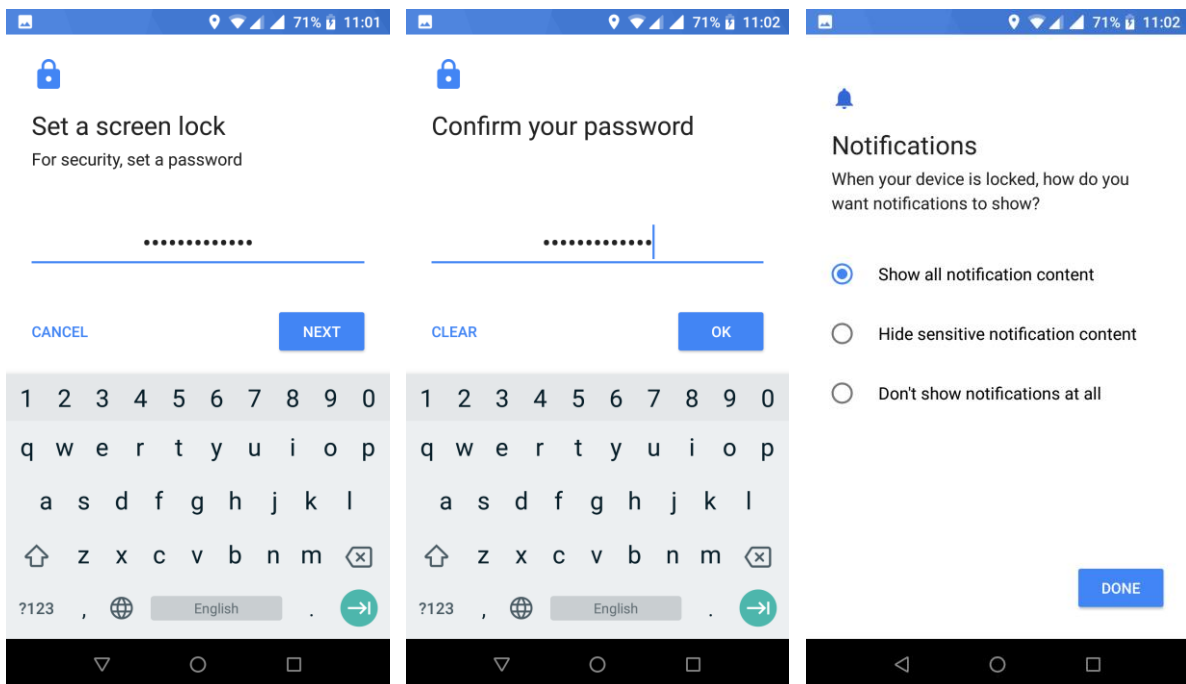 71% 11:01
Set a screen lock
For security, set a password
•••••••••••••
CANCEL NEXT
1 2 3 4 5 6 7 8 9 0
q w e r t y u i o p
a s d f g h j k l
z x c v b n m
?123 , English .
71% 11:02
Confirm your password
•••••••••••••
CLEAR OK
1 2 3 4 5 6 7 8 9 0
q w e r t y u i o p
a s d f g h j k l
z x c v b n m
?123 , English .
71% 11:02
Notifications
When your device is locked, how do you
want notifications to show?
Show all notification content
Hide sensitive notification content
Don't show notifications at all
DONE